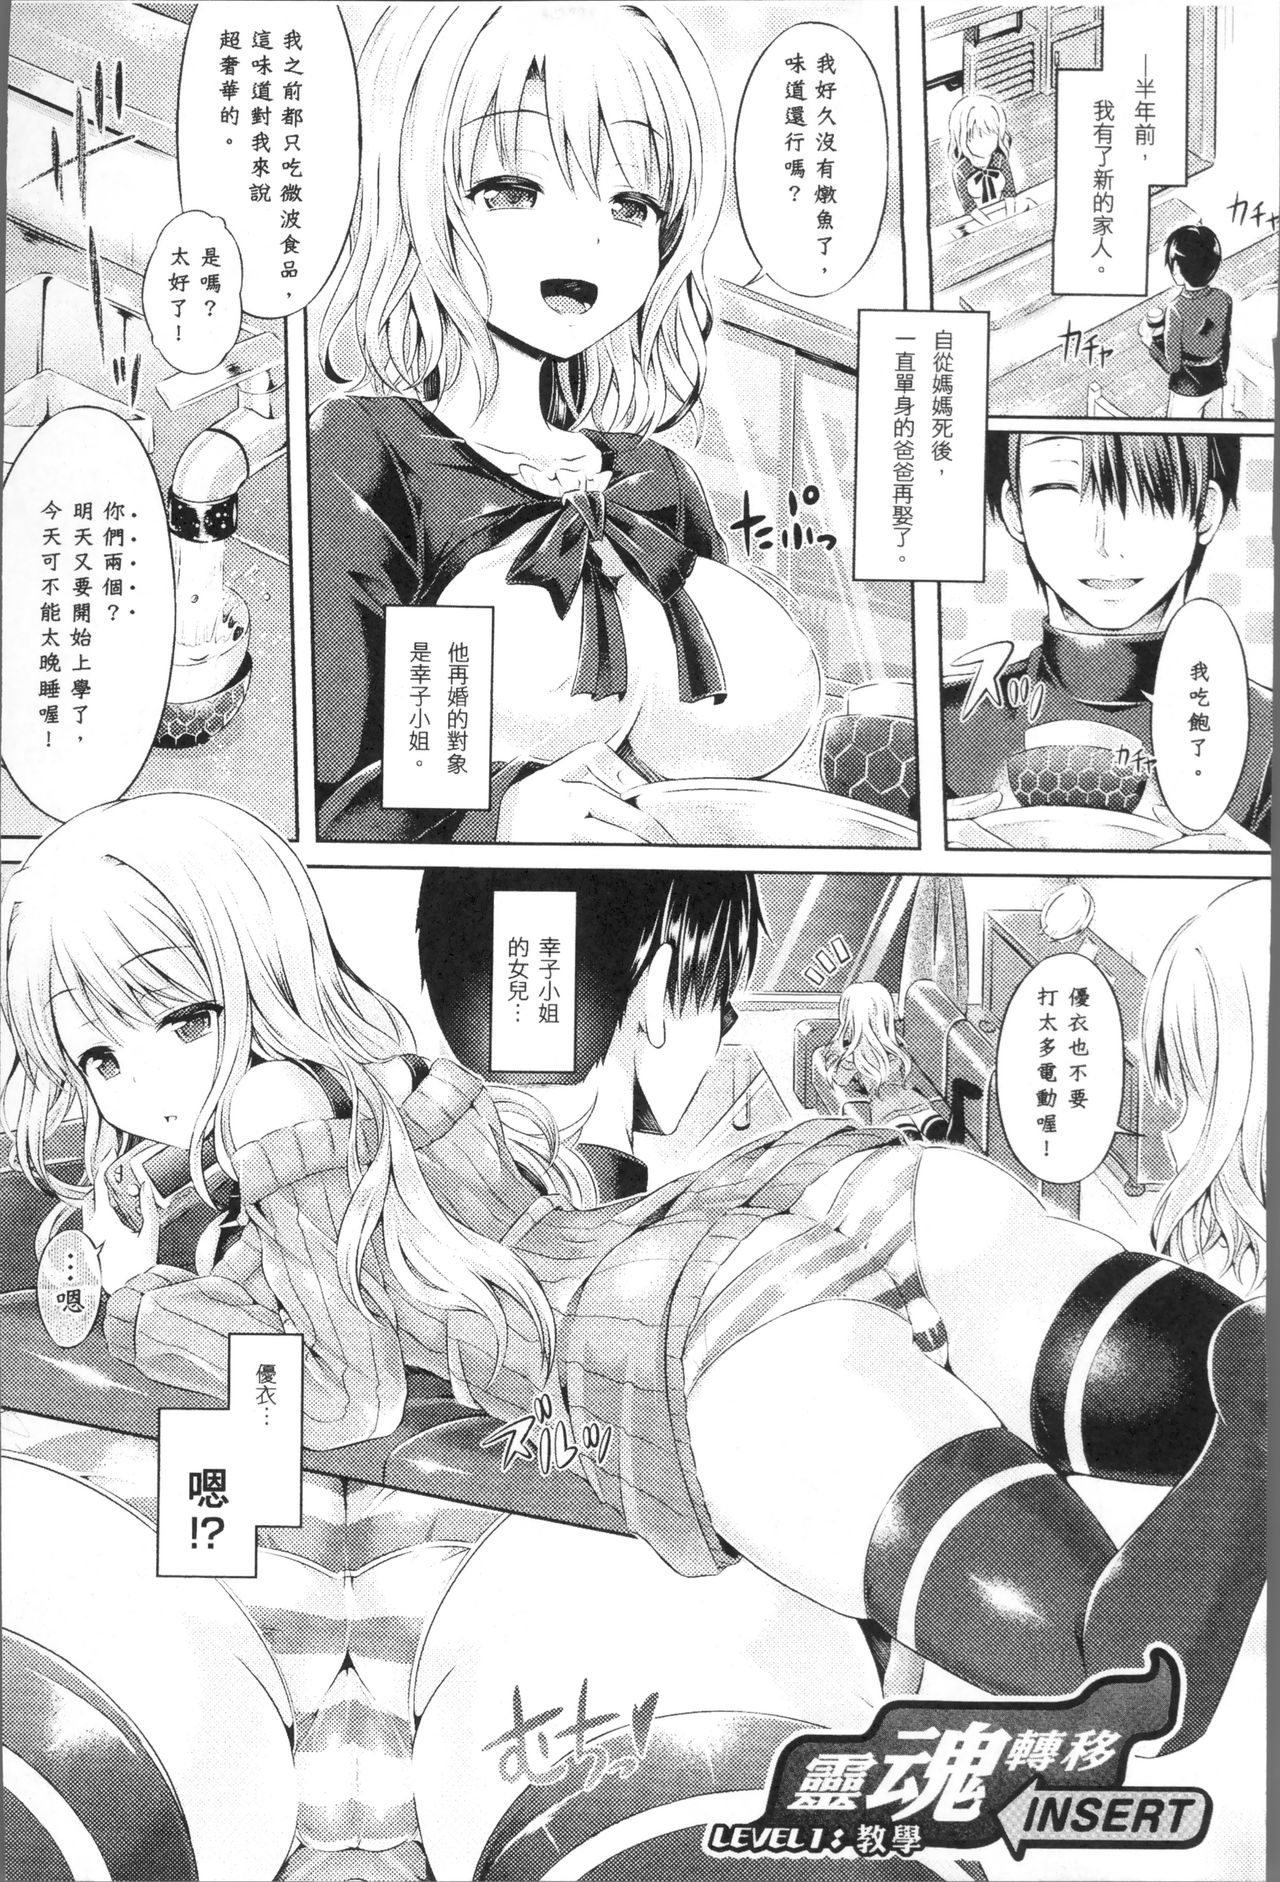 ──半年前，
我有了新的家人。
カチャ
カチャ
我好久沒有燉魚了，
味道還行嗎？
我之前都只吃微波食品，
這味道對我來說
超奢華的。
是嗎？
太好了！
自從媽媽死後，
一直單身的爸爸再娶了。
我吃飽了。
ズズッ
カチャ
たぷっ
他再婚的對象
是幸子小姐。
你們兩個？
明天又要開始上學了，
今天可不能太晚睡喔！
優衣也不要
打太多電動喔！
幸子小姐
的女兒…
…嗯
優衣…
嗯!?
ズルッ
むちっ
靈魂轉移
INSERT
LEVEL1：教學